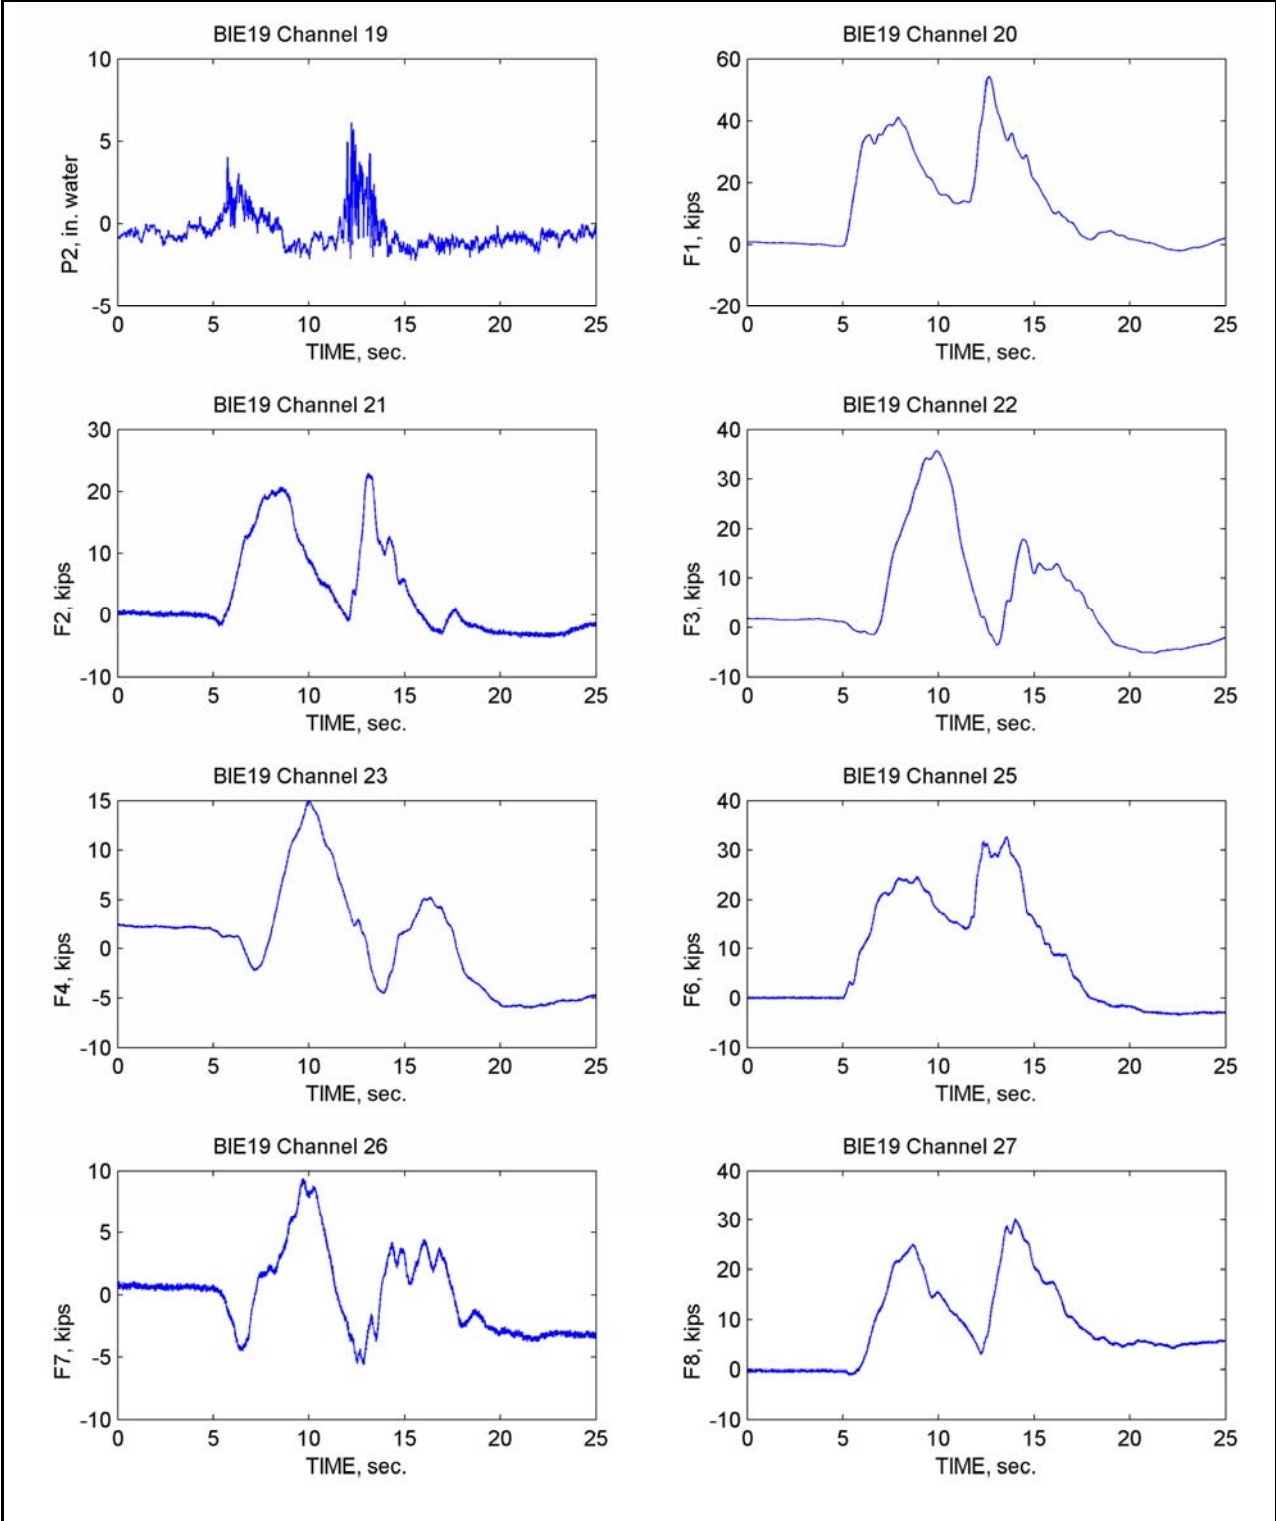 BIE19 Channel 19
10
5
0
-5
P2, in. water
0 5 10 15 20 25
TIME, sec.
BIE19 Channel 20
60
40
20
0
-20
F1, kips
0 5 10 15 20 25
TIME, sec.
BIE19 Channel 21
30
20
10
0
-10
F2, kips
0 5 10 15 20 25
TIME, sec.
BIE19 Channel 22
40
30
20
10
0
-10
F3, kips
0 5 10 15 20 25
TIME, sec.
BIE19 Channel 23
15
10
5
0
-5
-10
F4, kips
0 5 10 15 20 25
TIME, sec.
BIE19 Channel 25
40
30
20
10
0
-10
F6, kips
0 5 10 15 20 25
TIME, sec.
BIE19 Channel 26
10
5
0
-5
-10
F7, kips
0 5 10 15 20 25
TIME, sec.
BIE19 Channel 27
40
30
20
10
0
-10
F8, kips
0 5 10 15 20 25
TIME, sec.